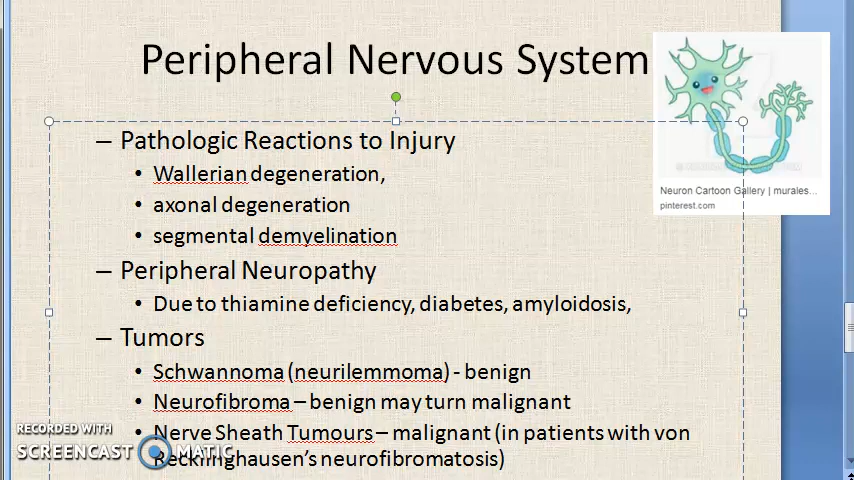 Peripheral Nervous System
– Pathologic Reactions to Injury
• Wallerian degeneration,
• axonal degeneration
• segmental demyelination
– Peripheral Neuropathy
• Due to thiamine deficiency, diabetes, amyloidosis,
– Tumors
• Schwannoma (neurilemmoma) - benign
• Neurofibroma – benign may turn malignant
• Nerve Sheath Tumours – malignant (in patients with von
Recklinghausen's neurofibromatosis)
Neuron Cartoon Gallery | murales...
pinterest.com
RECORDED WITH
SCREENCAST MATIC